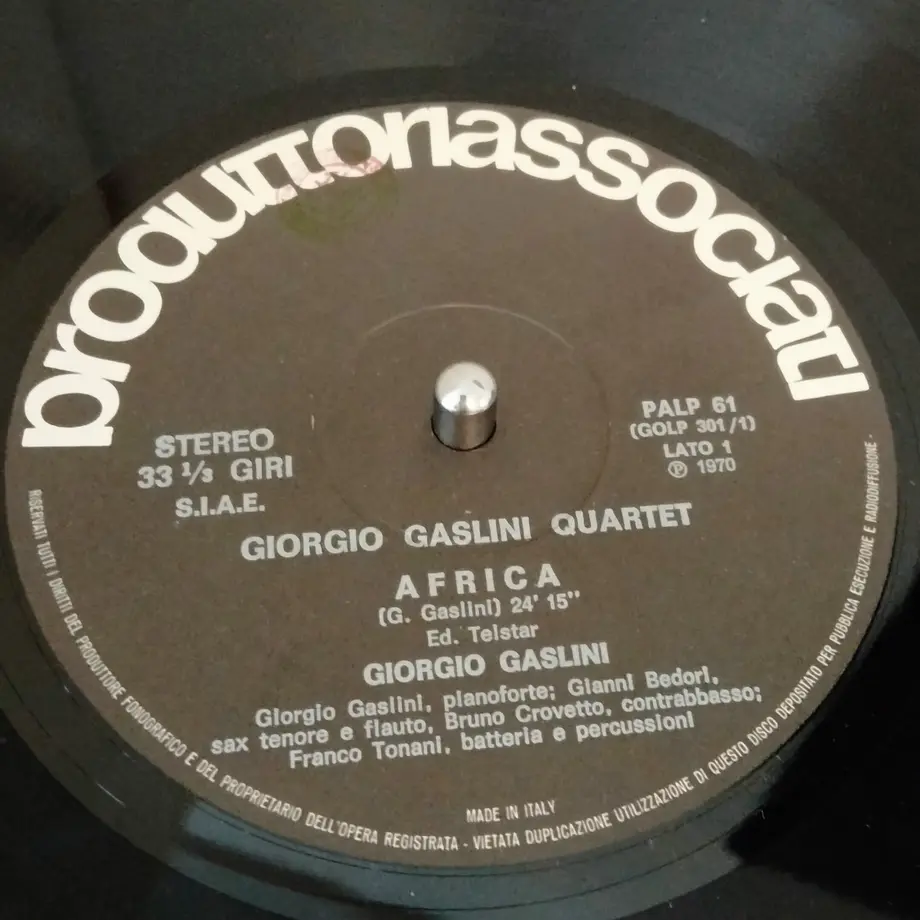 produttoriassociati
STEREO
33 ⅓ GIRI
S.I.A.E.
PALP 61
(GOLP 301/1)
LATO 1
Ⓟ 1970
GIORGIO GASLINI QUARTET
AFRICA
(G. Gaslini) 24' 15"
Ed. Telstar
GIORGIO GASLINI
Giorgio Gaslini, pianoforte; Gianni Bedori,
sax tenore e flauto, Bruno Crovetto, contrabbasso;
Franco Tonani, batteria e percussioni
MADE IN ITALY
RISERVATI TUTTI I DIRITTI DEL PRODUTTORE FONOGRAFICO E DEL PROPRIETARIO DELL'OPERA REGISTRATA - VIETATA DUPLICAZIONE UTILIZZAZIONE DI QUESTO DISCO DEPOSITATO PER PUBBLICA ESECUZIONE E RADIODIFFUSIONE -